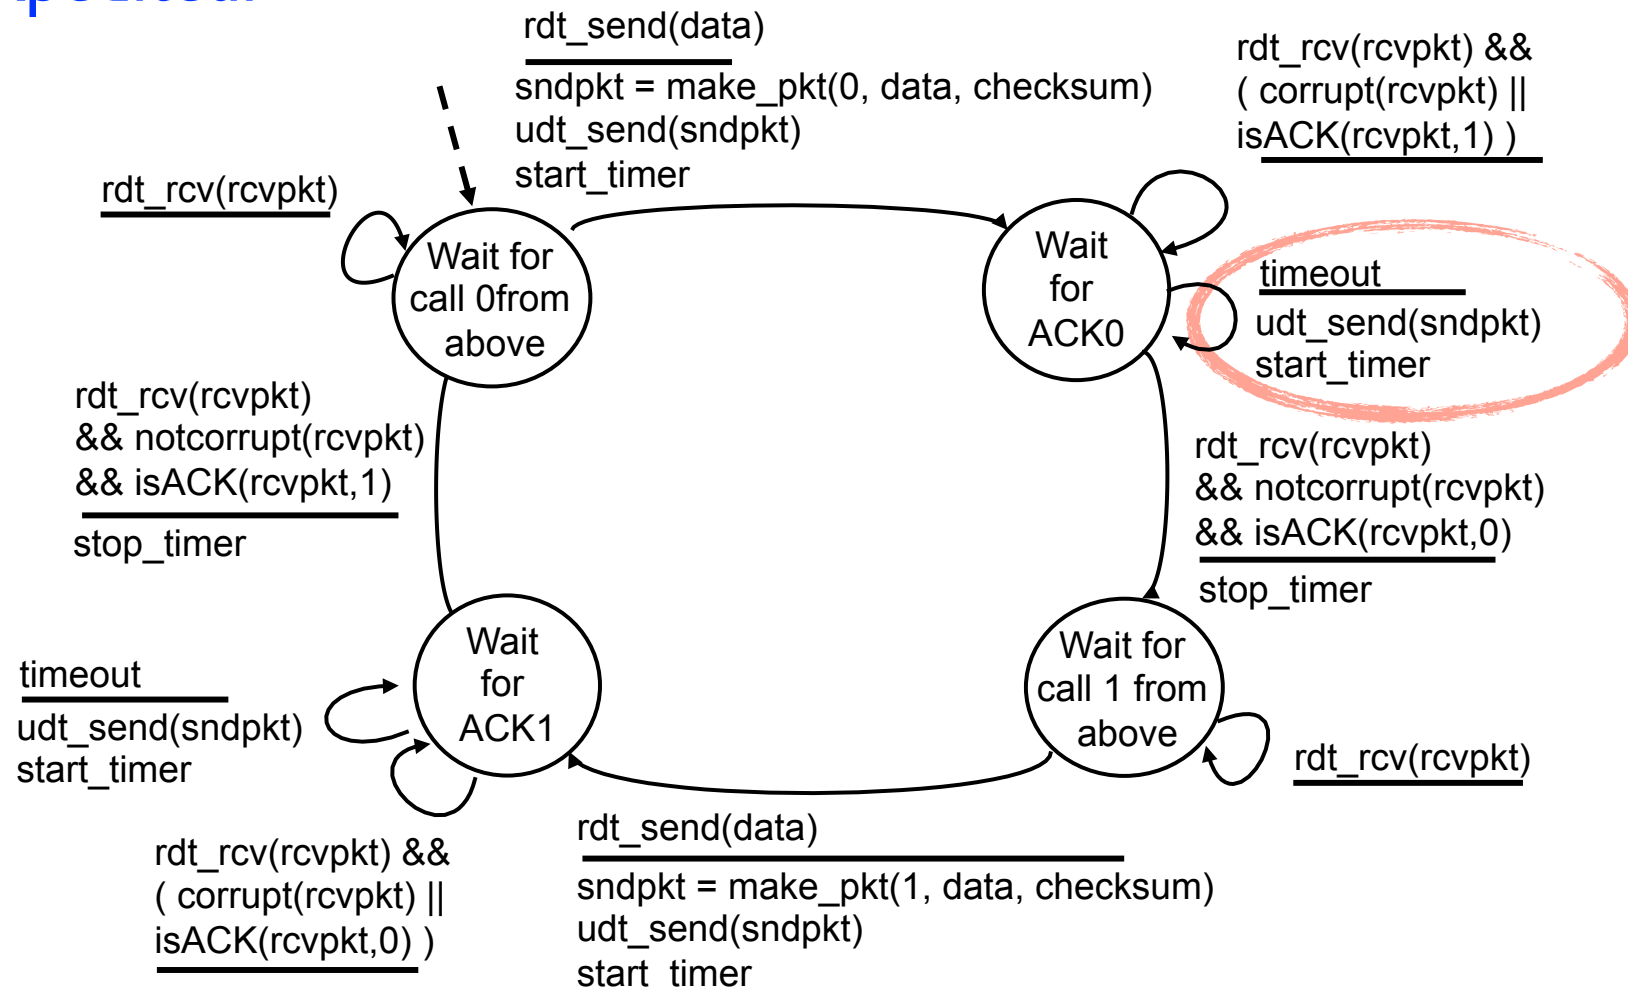 rdt_send(data)
sndpkt = make_pkt(0, data, checksum)
udt_send(sndpkt)
start_timer
rdt_rcv(rcvpkt) &&
( corrupt(rcvpkt) ||
isACK(rcvpkt,1) )
rdt_rcv(rcvpkt)
Wait for
call 0from
above
Wait
for
ACK0
timeout
udt_send(sndpkt)
start_timer
rdt_rcv(rcvpkt)
&& notcorrupt(rcvpkt)
&& isACK(rcvpkt,1)
stop_timer
rdt_rcv(rcvpkt)
&& notcorrupt(rcvpkt)
&& isACK(rcvpkt,0)
stop_timer
Wait
for
ACK1
Wait for
call 1 from
above
timeout
udt_send(sndpkt)
start_timer
rdt_rcv(rcvpkt)
rdt_rcv(rcvpkt) &&
( corrupt(rcvpkt) ||
isACK(rcvpkt,0) )
rdt_send(data)
sndpkt = make_pkt(1, data, checksum)
udt_send(sndpkt)
start_timer